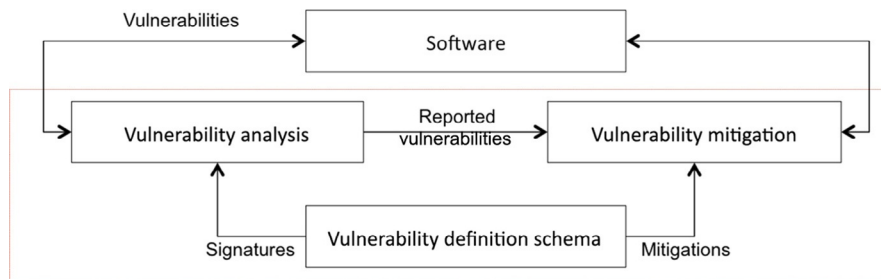 Vulnerabilities
Software
Vulnerability analysis
Reported
vulnerabilities
Vulnerability mitigation
Signatures
Vulnerability definition schema
Mitigations